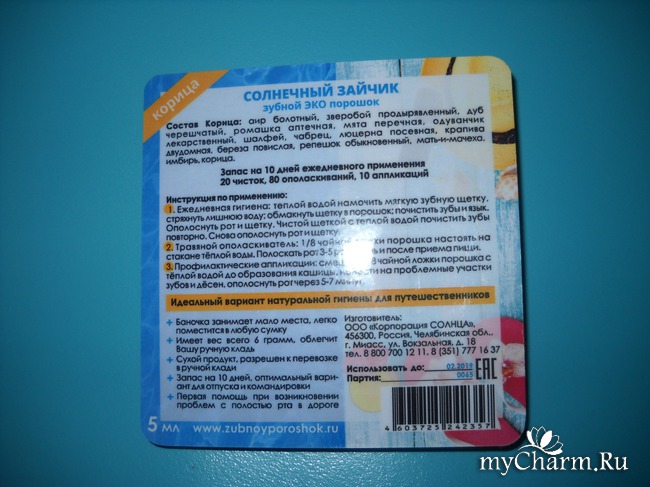 корица
СОЛНЕЧНЫЙ ЗАЙЧИК
зубной ЭКО порошок
Состав Корица: аир болотный, зверобой продырявленный, дуб
черешчатый, ромашка аптечная, мята перечная, одуванчик
лекарственный, шалфей, чабрец, люцерна посевная, крапива
двудомная, береза повислая, репешок обыкновенный, мать-и-мачеха,
имбирь, корица.
Запас на 10 дней ежедневного применения
20 чисток, 80 ополаскиваний, 10 аппликаций
Инструкция по применению:
1. Ежедневная гигиена: теплой водой намочить мягкую зубную щетку,
стряхнуть лишнюю воду; обмакнуть щетку в порошок; почистить зубы и язык.
Ополоснуть рот и щетку. Чистой щеткой с теплой водой почистить зубы
повторно. Снова ополоснуть рот и щетку.
2. Травяной ополаскиватель: 1/8 чайной ложки порошка настоять на
стакане тёплой воды. Полоскать рот 3-5 и после приема пищи.
3. Профилактические аппликации: 8 чайной ложки порошка с
тёплой водой до образования кашицы. на проблемные участки
зубов и дёсен, ополоснуть рот через 5-7 минут.
Идеальный вариант натуральной гигиены для путешественников
+ Баночка занимает мало места, легко
поместится в любую сумку
+ Имеет вес всего 6 грамм, облегчит
Вашу ручную кладь
+ Сухой продукт, разрешен к перевозке
в ручной клади
+ Запас на 10 дней, оптимальный вари-
ант для отпуска и командировки
+ Первая помощь при возникновении
проблем с полостью рта в дороге
Изготовитель:
ООО «Корпорация СОЛНЦА»,
456300, Россия, Челябинская обл.,
г. Миасс, ул. Вокзальная, д. 18
тел. 8 800 700 12 11, 8 (351) 777 16 37
Использовать до: 02.2019
Партия: 0065
EAC
4 603725 242357
5 мл
www.zubnoyporoshok.ru
myCharm.Ru